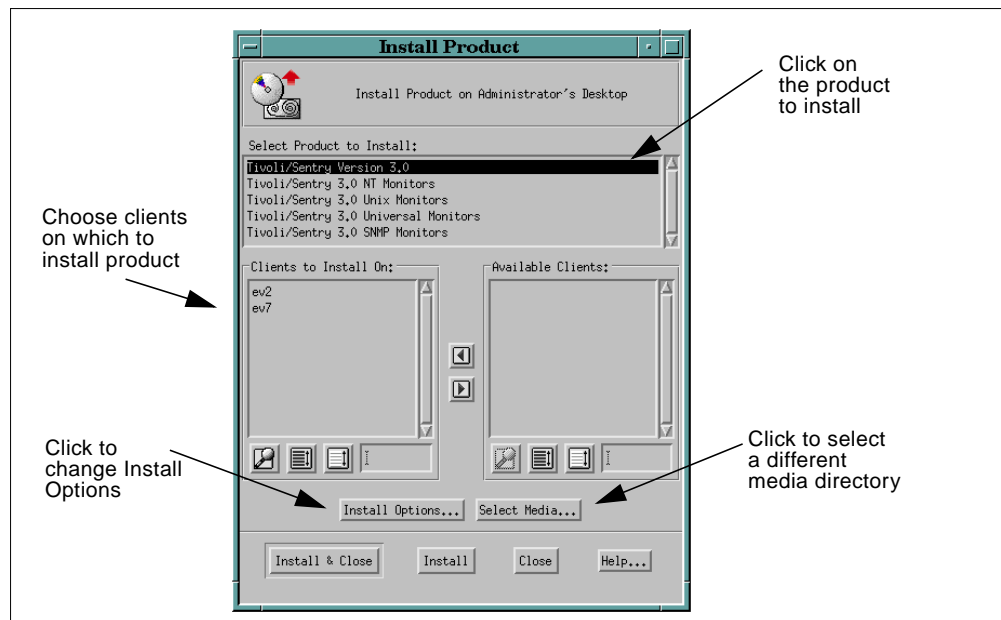 Install Product
Install Product on Administrator's Desktop
Click on
the product
to install
Select Product to Install:
Tivoli/Sentry Version 3.0
Tivoli/Sentry 3.0 NT Monitors
Tivoli/Sentry 3.0 Unix Monitors
Tivoli/Sentry 3.0 Universal Monitors
Tivoli/Sentry 3.0 SNMP Monitors
Choose clients
on which to
install product
Clients to Install On:
ev2
ev7
Available Clients:
Click to
change Install
Options
Click to select
a different
media directory
Install Options...
Select Media...
Install & Close
Install
Close
Help...